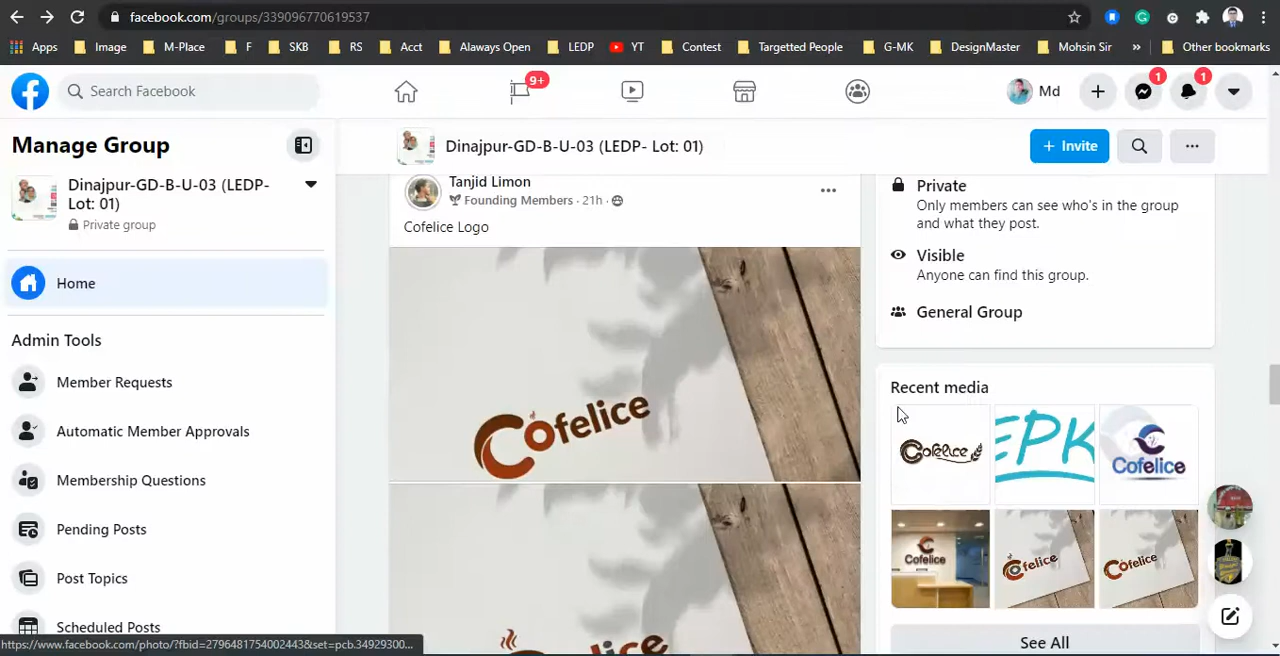 facebook.com/groups/339096770619537
Apps Image M-Place F SKB RS Acct Alaways Open LEDP YT Contest Targetted People G-MK DesignMaster Mohsin Sir » Other bookmarks
Search Facebook
9+
Md
1
1
Manage Group
Dinajpur-GD-B-U-03 (LEDP-
Lot: 01)
Private group
Home
Admin Tools
Member Requests
Automatic Member Approvals
Membership Questions
Pending Posts
Post Topics
Scheduled Posts
https://www.facebook.com/photo/?fbid=2796481754002443&set=pcb.34929300...
Dinajpur-GD-B-U-03 (LEDP- Lot: 01)
+ Invite
Tanjid Limon
Founding Members · 21h ·
Cofelice Logo
Cofelice
Private
Only members can see who's in the group
and what they post.
Visible
Anyone can find this group.
General Group
Recent media
Cofelice
EPK
Cofelice
Cofelice
Cofelice
Cofelice
See All